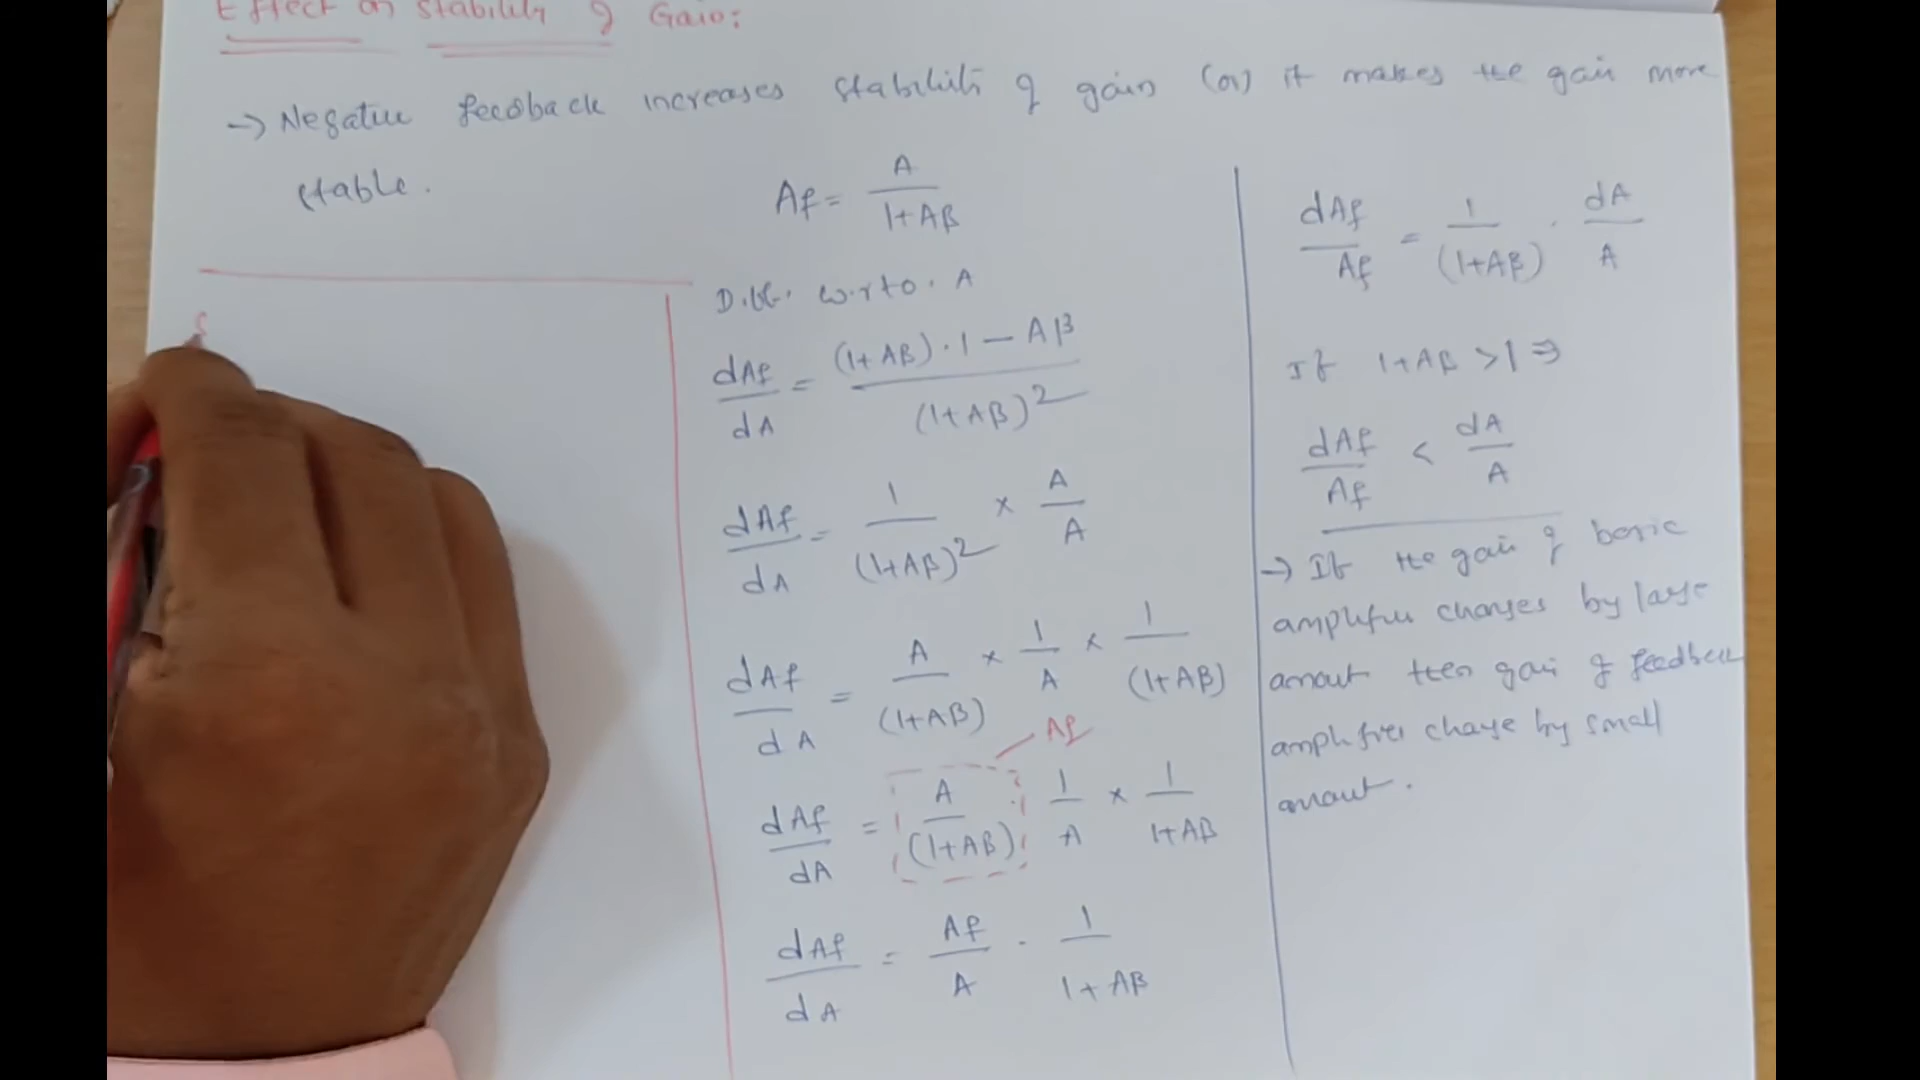 Effect on stability of Gain:
→ Negative feedback increases stability of gain (or) it makes the gain more
stable.
Af = A / 1+Aβ
Diff. w.r.to. A
dAf / dA = (1+Aβ).1 − Aβ / (1+Aβ)²
dAf / dA = 1 / (1+Aβ)² × A / A
dAf / dA = A / (1+Aβ) × 1 / A × 1 / (1+Aβ)
Af
dAf / dA = A / (1+Aβ) . 1 / A × 1 / 1+Aβ
dAf / dA = Af / A . 1 / 1+Aβ
dAf / Af = 1 / (1+Aβ) . dA / A
If 1+Aβ >1 ⇒
dAf / Af < dA / A
→ If the gain of basic
amplifier changes by large
amount then gain of feedback
amplifier change by small
amount.